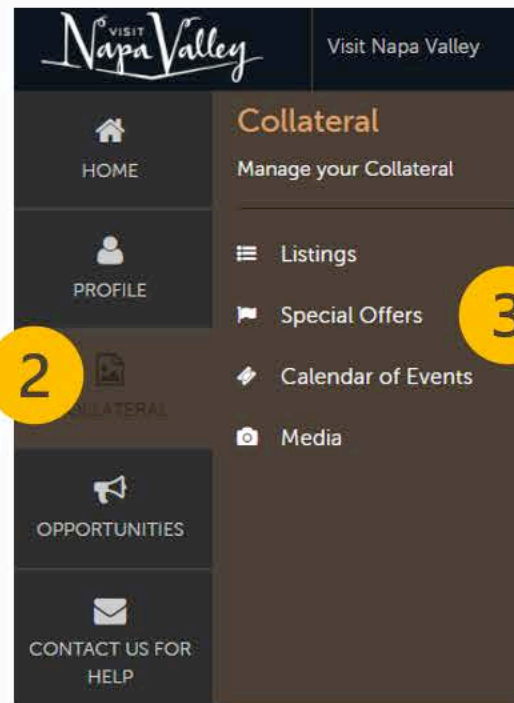 VISIT
Napa Valley
Visit Napa Valley
HOME
PROFILE
2
COLLATERAL
OPPORTUNITIES
CONTACT US FOR
HELP
Collateral
Manage your Collateral
Listings
Special Offers
3
Calendar of Events
Media